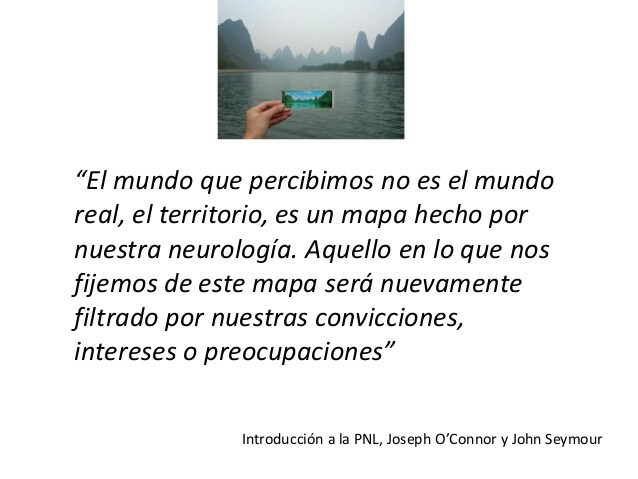 “El mundo que percibimos no es el mundo
real, el territorio, es un mapa hecho por
nuestra neurología. Aquello en lo que nos
fijemos de este mapa será nuevamente
filtrado por nuestras convicciones,
intereses o preocupaciones”
Introducción a la PNL, Joseph O’Connor y John Seymour